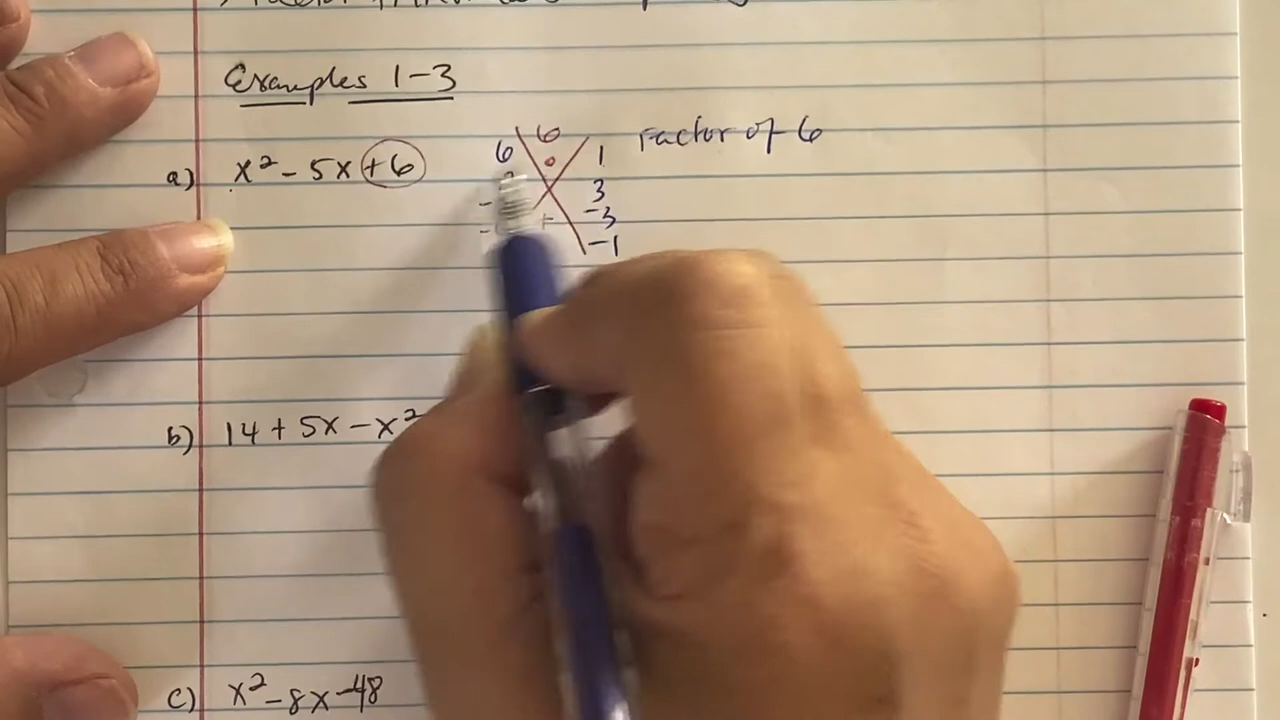 Examples 1-3
a) x² - 5x + 6
6 6 1 Factor of 6
3
-3
+ -1
b) 14 + 5x - x²
c) x² - 8x - 48